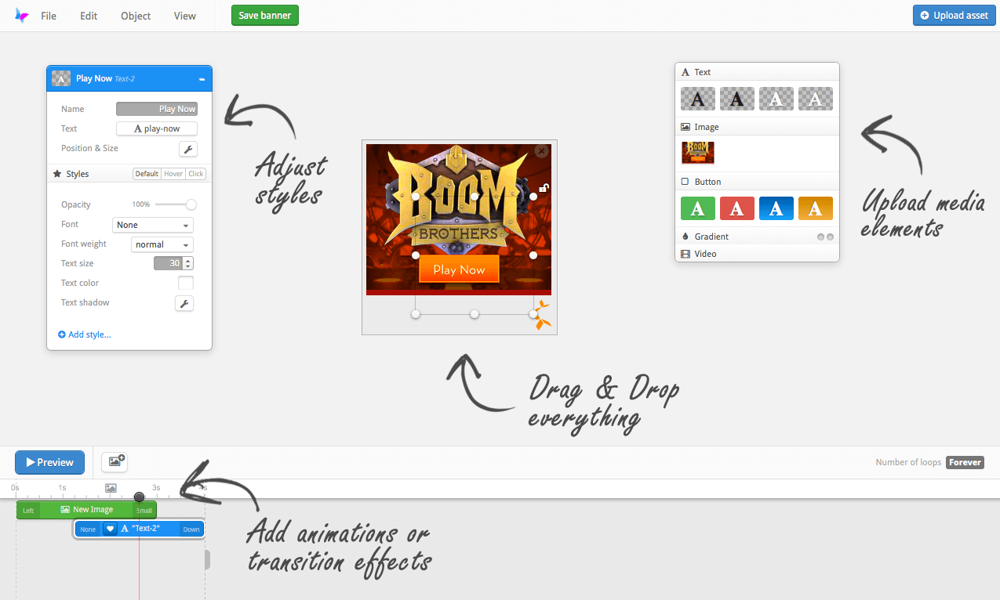 File Edit Object View Save banner Upload asset
Play Now Text-2
Name Play Now
Text A play-now
Position & Size
Styles Default Hover Click
Opacity 100%
Font None
Font weight normal
Text size 30
Text color
Text shadow
Add style...
Adjust
styles
BOOM
BROTHERS
Play Now
A Text
A A A A
Image
BOOM
Button
A A A A
Gradient
Video
Upload media
elements
Drag & Drop
everything
Preview Number of loops Forever
0s 1s 3s 4s
Left New Image Small
None A "Text-2" Down
Add animations or
transition effects